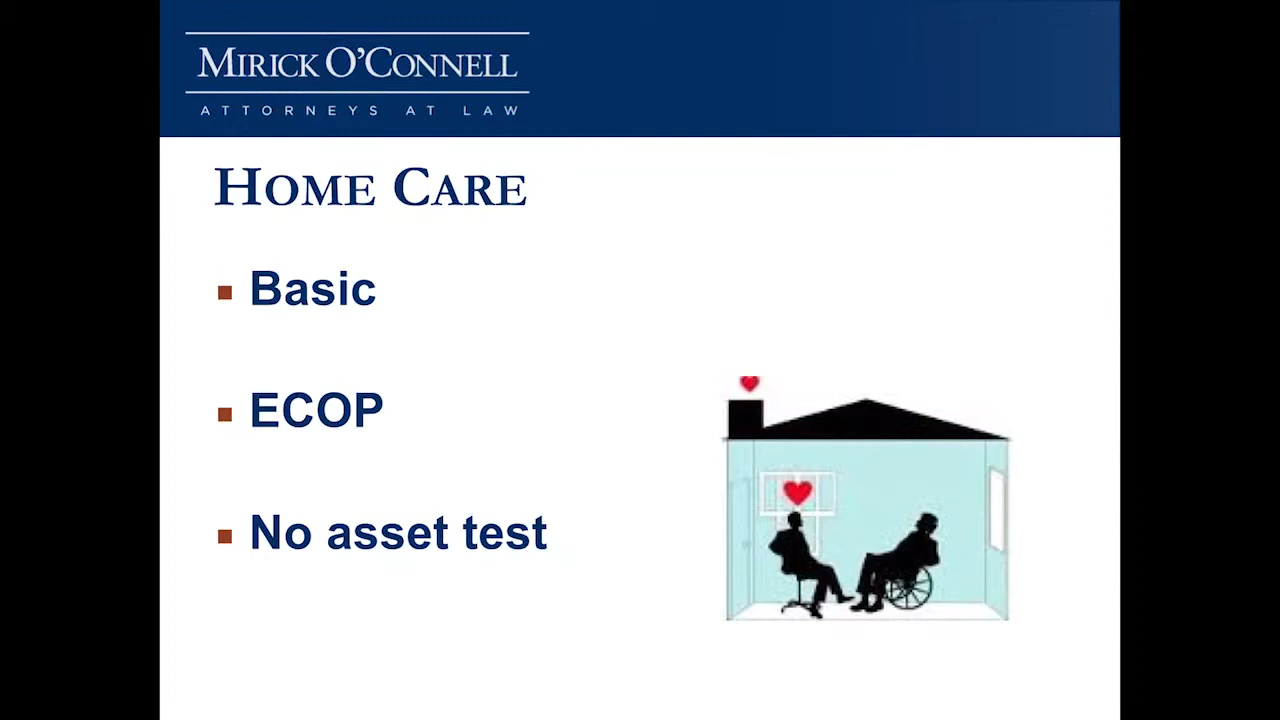 MIRICK O'CONNELL
ATTORNEYS AT LAW
HOME CARE
Basic
ECOP
No asset test